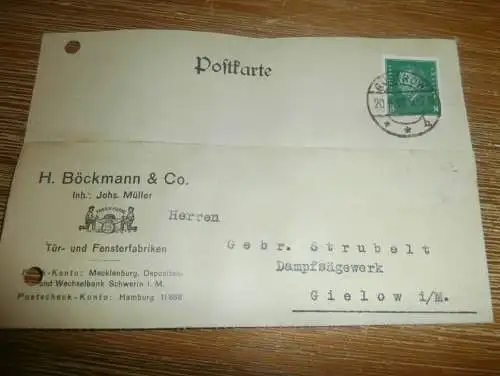 Postkarte
H. Böckmann & Co.
Inh.: Johs. Müller
Tür- und Fensterfabriken
-Konto: Mecklenburg. Depositen-
und Wechselbank Schwerin i. M.
Postscheck-Konto: Hamburg
Herren
Gebr. Strubelt
Dampfsägewerk
Gielow i/M.